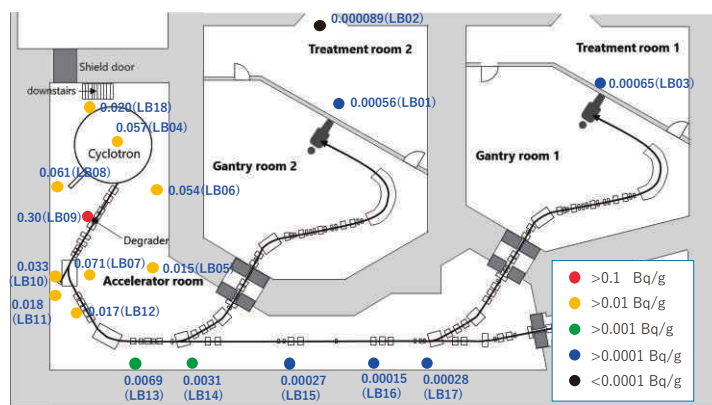 0.000089(LB02)
Treatment room 2
Treatment room 1
Shield door
downstairs
0.00065(LB03)
0.020(LB18)
0.00056(LB01)
0.057(LB04)
Cyclotron
Gantry room 2
Gantry room 1
0.061(LB08)
0.054(LB06)
0.30(LB09)
Degrader
0.033
(LB10)
0.071(LB07)
0.015(LB05)
Accelerator room
0.018
(LB11)
0.017(LB12)
>0.1 Bq/g
>0.01 Bq/g
>0.001 Bq/g
>0.0001 Bq/g
<0.0001 Bq/g
0.0069
(LB13)
0.0031
(LB14)
0.00027
(LB15)
0.00015
(LB16)
0.00028
(LB17)